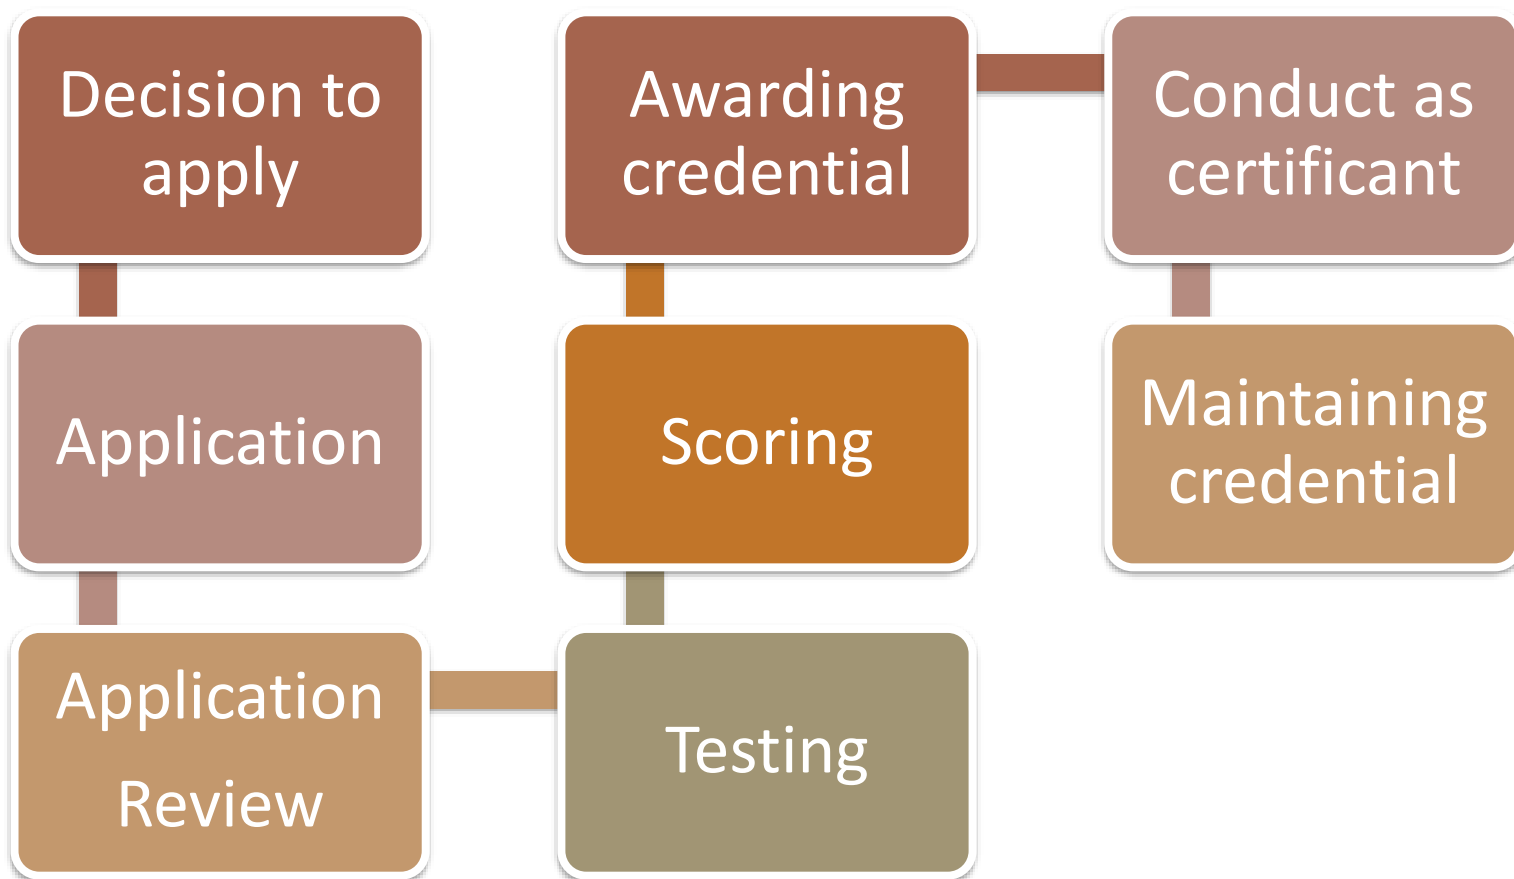 Decision to
apply
Application
Application
Review
Testing
Scoring
Awarding
credential
Conduct as
certificant
Maintaining
credential